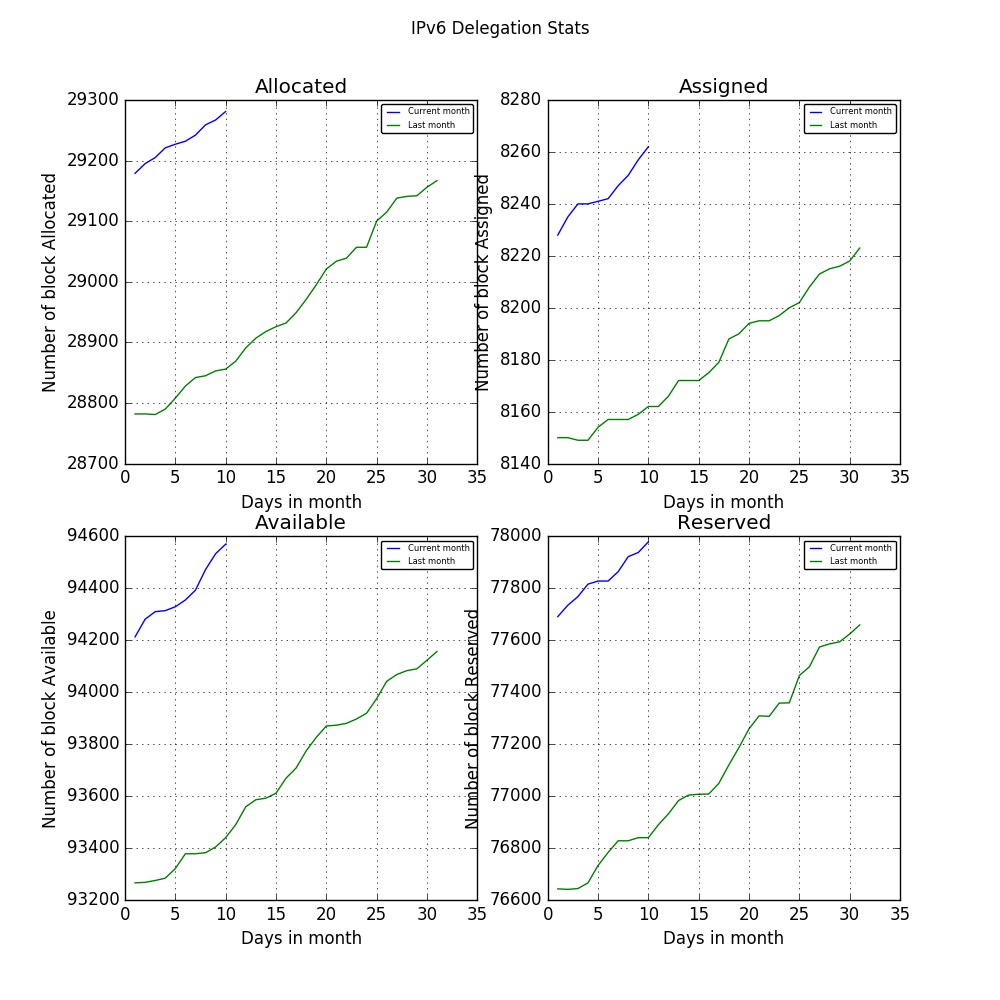 IPv6 Delegation Stats
Allocated
Number of block Allocated
29300
29200
29100
29000
28900
28800
28700
0 5 10 15 20 25 30 35
Days in month
Current month
Last month
Assigned
Number of block Assigned
8280
8260
8240
8220
8200
8180
8160
8140
0 5 10 15 20 25 30 35
Days in month
Current month
Last month
Available
Number of block Available
94600
94400
94200
94000
93800
93600
93400
93200
0 5 10 15 20 25 30 35
Days in month
Current month
Last month
Reserved
Number of block Reserved
78000
77800
77600
77400
77200
77000
76800
76600
0 5 10 15 20 25 30 35
Days in month
Current month
Last month